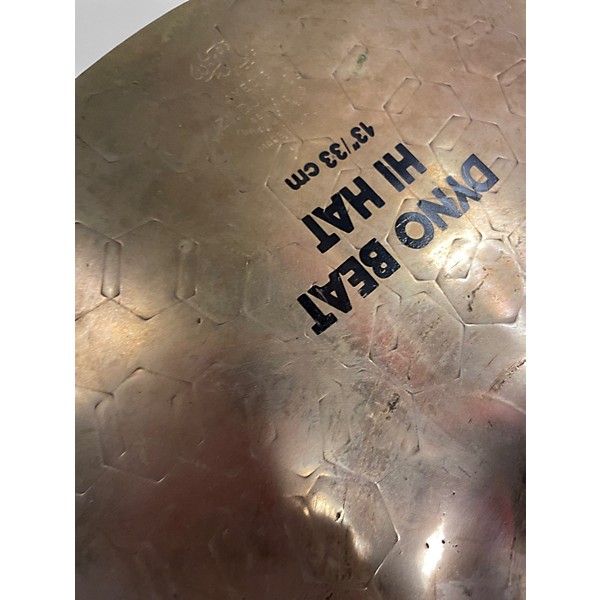 DYNO BEAT
HI HAT
13"/33 cm